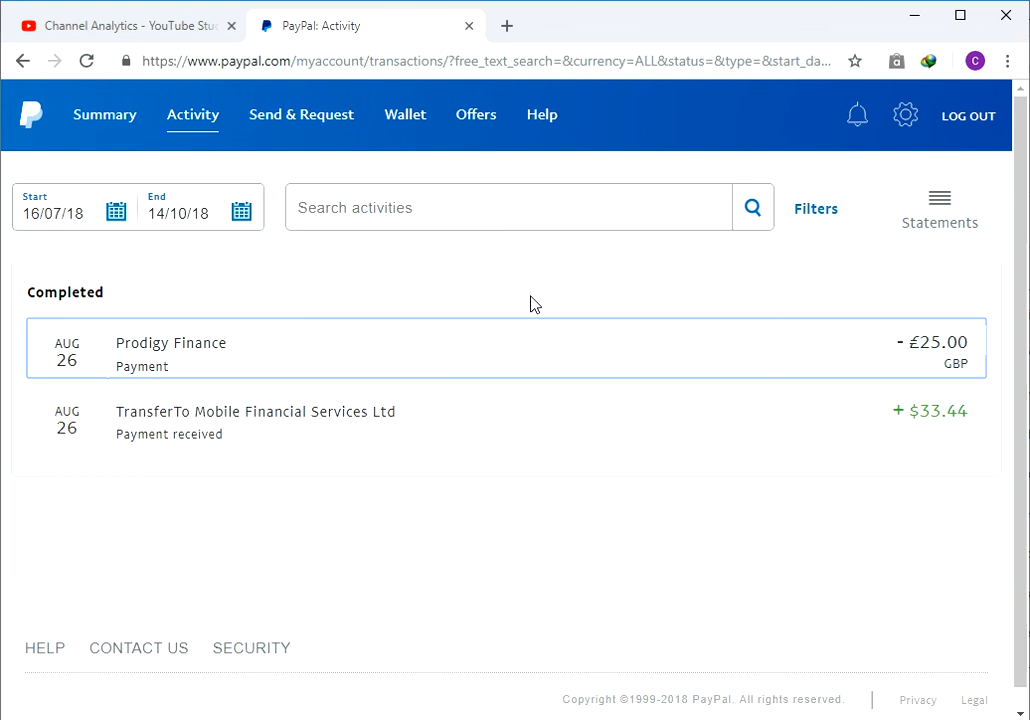 Channel Analytics - YouTube Stu
PayPal: Activity
https://www.paypal.com/myaccount/transactions/?free_text_search=&currency=ALL&status=&type=&start_da...
C
Summary Activity Send & Request Wallet Offers Help LOG OUT
Start End
16/07/18 14/10/18
Search activities
Filters
Statements
Completed
AUG Prodigy Finance - £25.00
26 Payment GBP
AUG TransferTo Mobile Financial Services Ltd + $33.44
26 Payment received
HELP CONTACT US SECURITY
Copyright ©1999-2018 PayPal. All rights reserved. | Privacy Legal